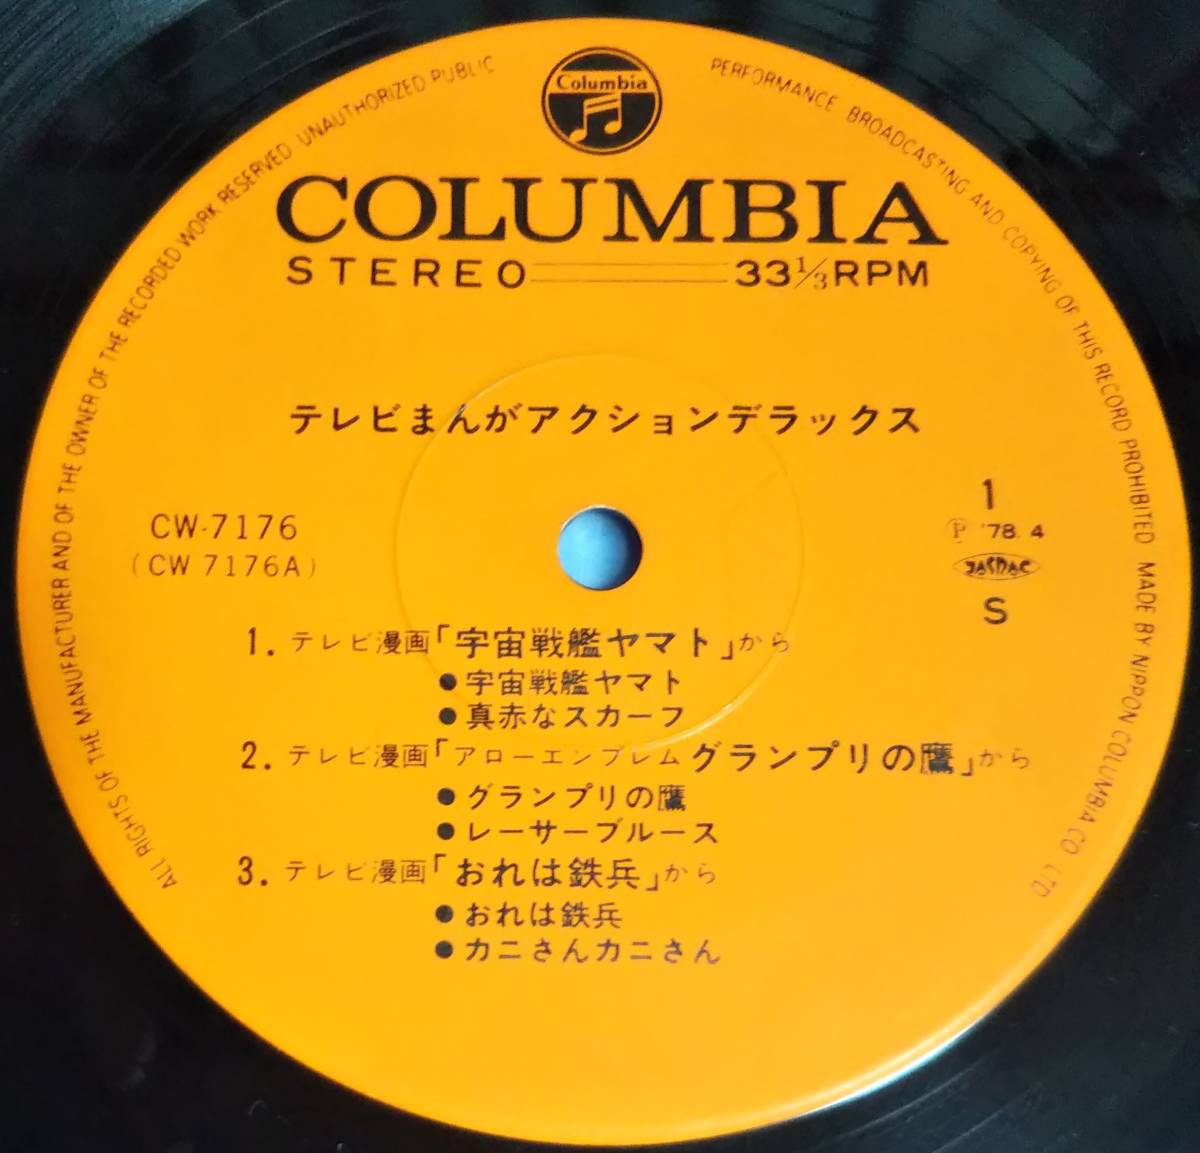 ALL RIGHTS OF THE MANUFACTURER AND OF THE OWNER OF THE RECORDED WORK RESERVED UNAUTHORIZED PUBLIC PERFORMANCE BROADCASTING AND COPYING OF THIS RECORD PROHIBITED MADE BY NIPPON COLUMBIA CO. LTD
Columbia
COLUMBIA
STEREO 33 1/3 RPM
テレビまんがアクションデラックス
CW-7176
(CW 7176A)
1
Ⓟ '78. 4
JASRAC
S
1. テレビ漫画「宇宙戦艦ヤマト」から
● 宇宙戦艦ヤマト
● 真赤なスカーフ
2. テレビ漫画「アローエンブレム グランプリの鷹」から
● グランプリの鷹
● レーサーブルース
3. テレビ漫画「おれは鉄兵」から
● おれは鉄兵
● カニさんカニさん